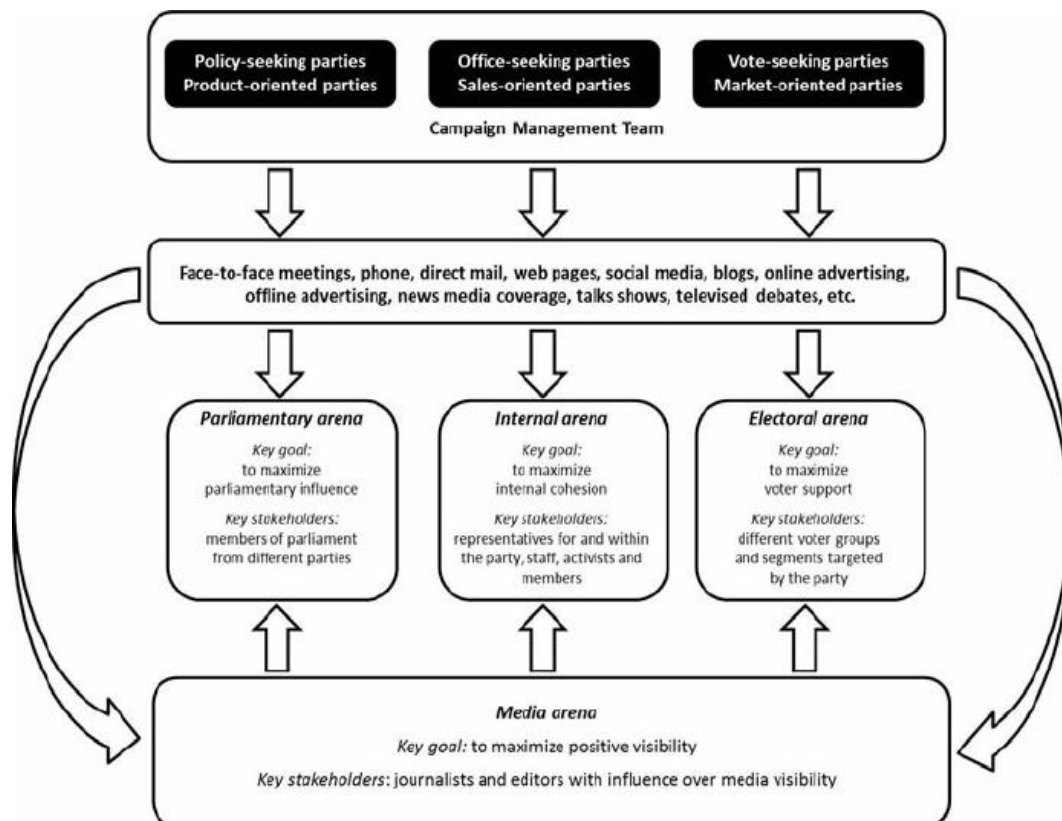 Policy-seeking parties
Product-oriented parties
Office-seeking parties
Sales-oriented parties
Vote-seeking parties
Market-oriented parties
Campaign Management Team
Face-to-face meetings, phone, direct mail, web pages, social media, blogs, online advertising,
offline advertising, news media coverage, talks shows, televised debates, etc.
Parliamentary arena
Key goal:
to maximize
parliamentary influence
Key stakeholders:
members of parliament
from different parties
Internal arena
Key goal:
to maximize
internal cohesion
Key stakeholders:
representatives for and within
the party, staff, activists and
members
Electoral arena
Key goal:
to maximize
voter support
Key stakeholders:
different voter groups
and segments targeted
by the party
Media arena
Key goal: to maximize positive visibility
Key stakeholders: journalists and editors with influence over media visibility